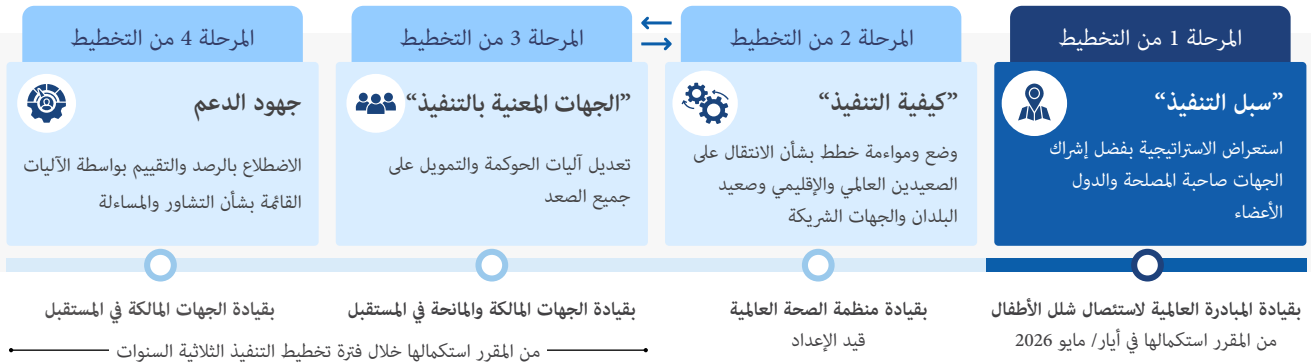 المرحلة 1 من التخطيط
”سبل التنفيذ“
استعراض الاستراتيجية بفضل إشراك
الجهات صاحبة المصلحة والدول
الأعضاء
بقيادة المبادرة العالمية لاستئصال شلل الأطفال
من المقرر استكمالها في أيار/ مايو 2026
المرحلة 2 من التخطيط
”كيفية التنفيذ“
وضع ومواءمة خطط بشأن الانتقال على
الصعيدين العالمي والإقليمي وصعيد
البلدان والجهات الشريكة
بقيادة منظمة الصحة العالمية
قيد الإعداد
المرحلة 3 من التخطيط
”الجهات المعنية بالتنفيذ“
تعديل آليات الحوكمة والتمويل على
جميع الصعد
بقيادة الجهات المالكة والمانحة في المستقبل
المرحلة 4 من التخطيط
جهود الدعم
الاضطلاع بالرصد والتقييم بواسطة الآليات
القائمة بشأن التشاور والمساءلة
بقيادة الجهات المالكة في المستقبل
من المقرر استكمالها خلال فترة تخطيط التنفيذ الثلاثية السنوات